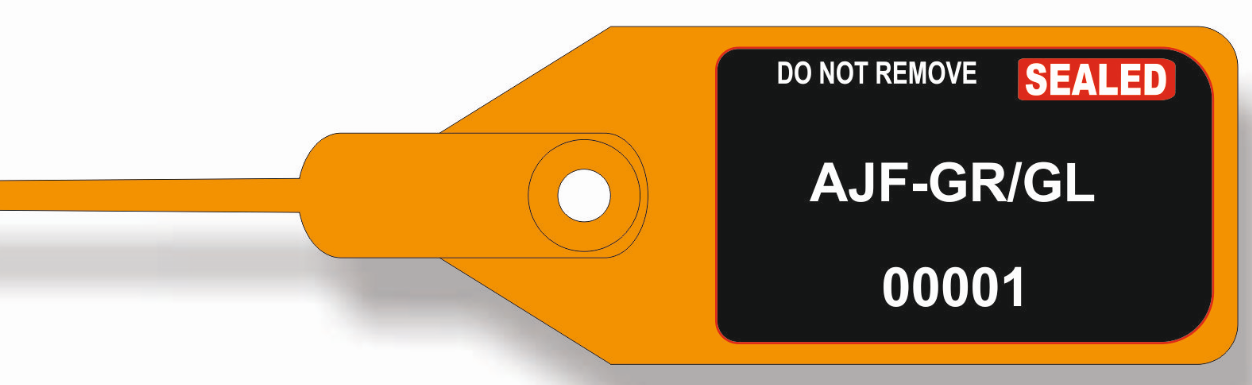 DO NOT REMOVE SEALED
AJF-GR/GL
00001